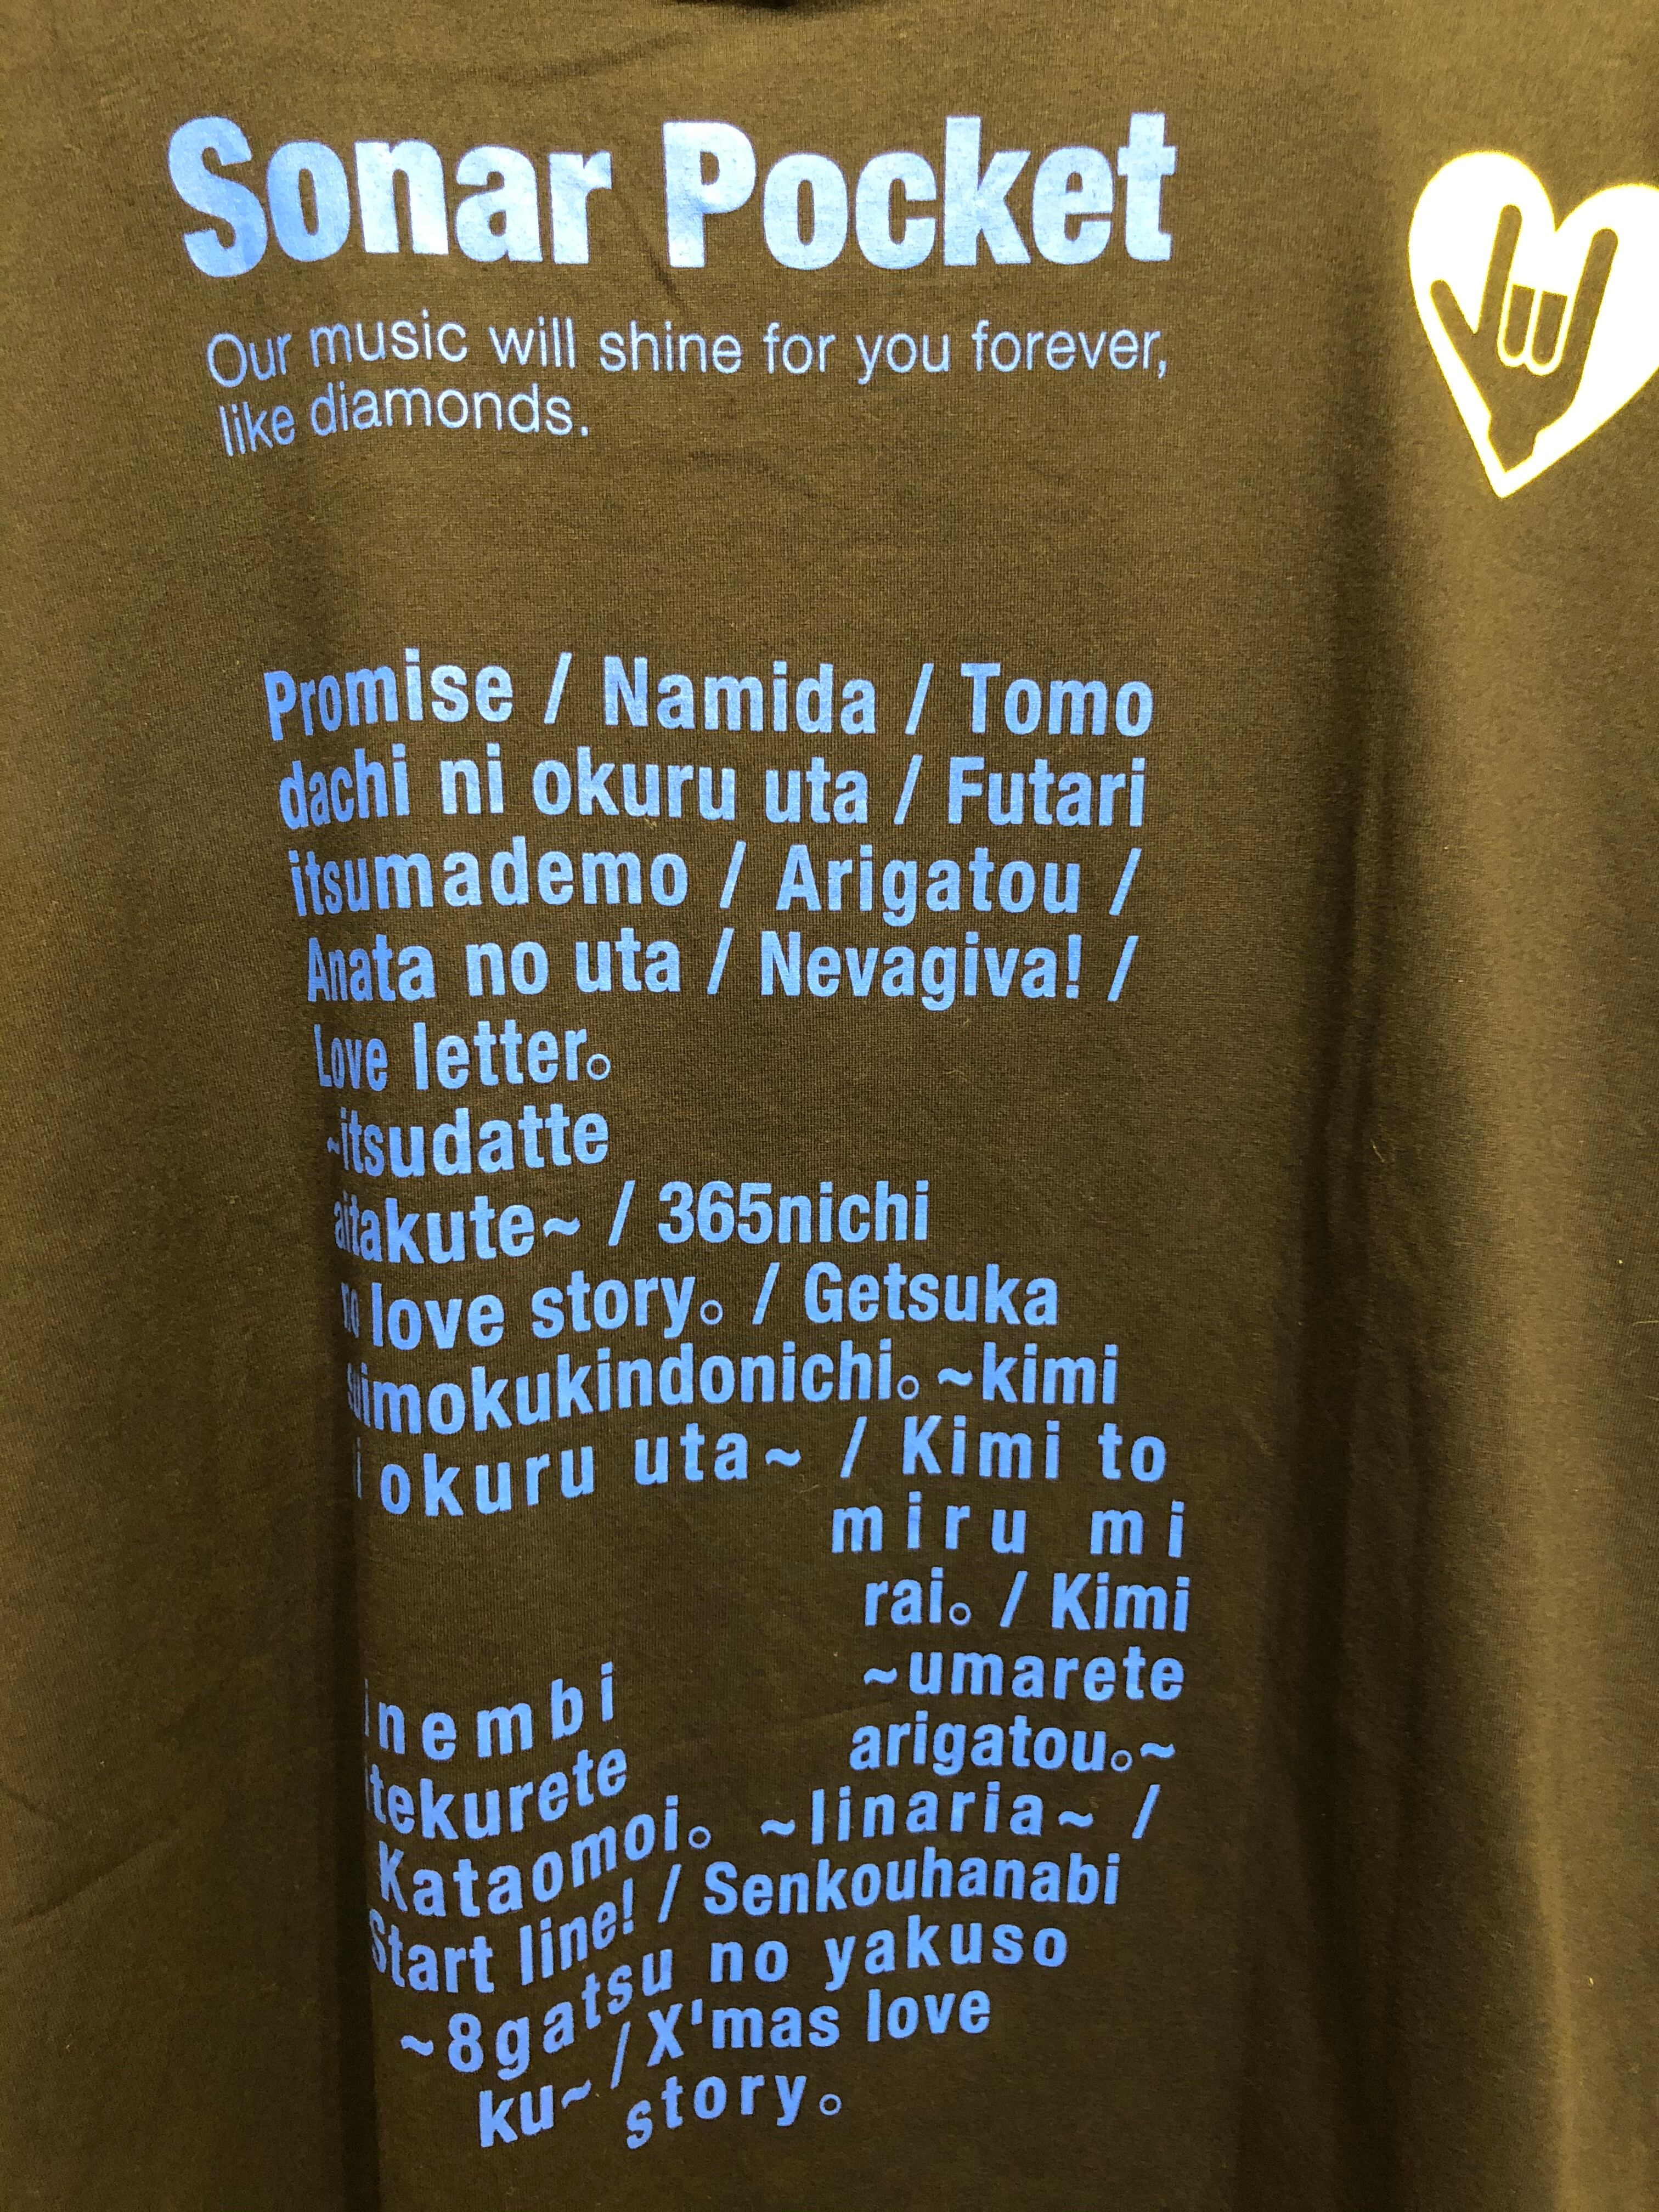 Sonar Pocket
Our music will shine for you forever,
like diamonds.
Promise / Namida / Tomo
dachi ni okuru uta / Futari
itsumademo / Arigatou /
Anata no uta / Nevagiva! /
Love letter。
~itsudatte
aitakute~ / 365nichi
no love story。 / Getsuka
suimokukindonichi。~kimi
i okuru uta~ / Kimi to
miru mi
rai。 / Kimi
inembi ~umarete
itekurete arigatou。~
Kataomoi。 ~linaria~ /
Start line! / Senkouhanabi
~8gatsu no yakuso
ku~ / X'mas love
story。